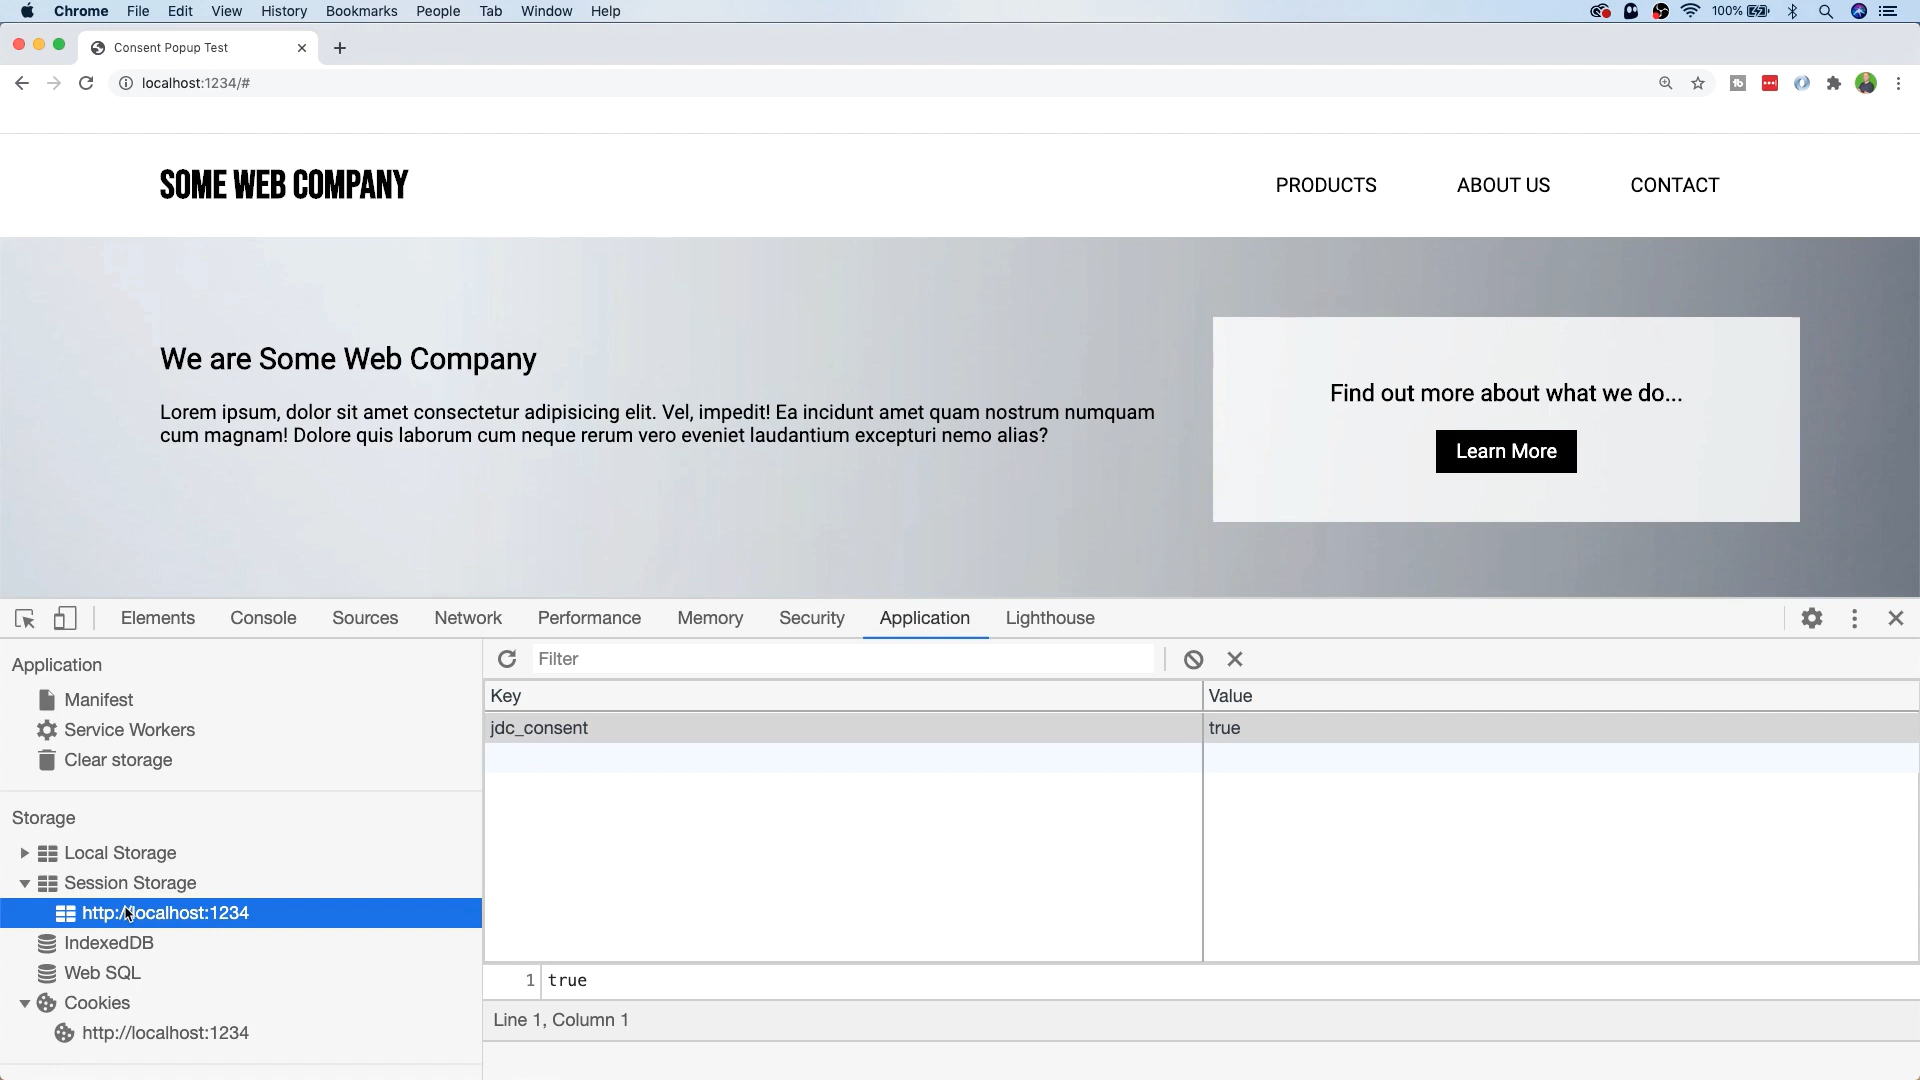 Chrome File Edit View History Bookmarks People Tab Window Help 100%
Consent Popup Test
localhost:1234/#
SOME WEB COMPANY
PRODUCTS ABOUT US CONTACT
We are Some Web Company
Lorem ipsum, dolor sit amet consectetur adipisicing elit. Vel, impedit! Ea incidunt amet quam nostrum numquam
cum magnam! Dolore quis laborum cum neque rerum vero eveniet laudantium excepturi nemo alias?
Find out more about what we do...
Learn More
Elements Console Sources Network Performance Memory Security Application Lighthouse
Application
Manifest
Service Workers
Clear storage
Storage
Local Storage
Session Storage
http://localhost:1234
IndexedDB
Web SQL
Cookies
http://localhost:1234
Filter
Key Value
jdc_consent true
1 true
Line 1, Column 1